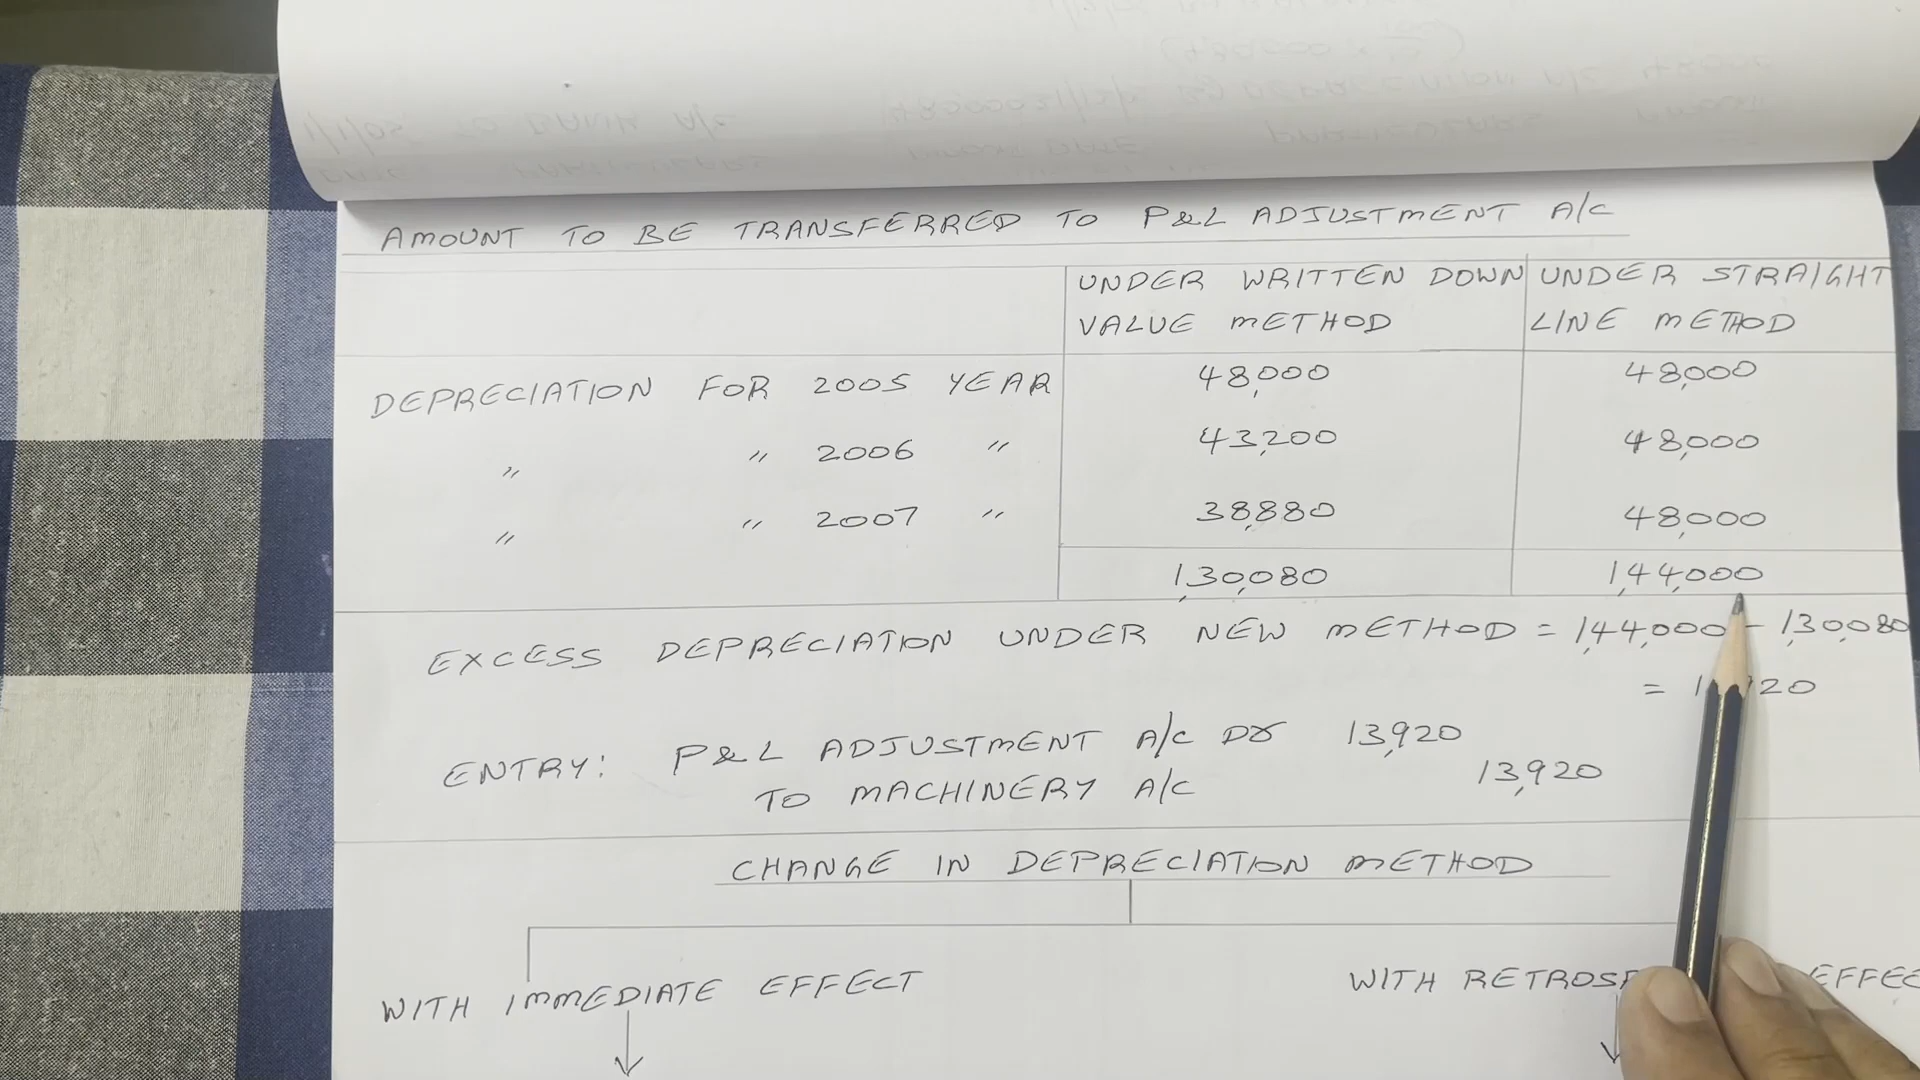 AMOUNT TO BE TRANSFERRED TO P&L ADJUSTMENT A/C
UNDER WRITTEN DOWN VALUE METHOD
UNDER STRAIGHT LINE METHOD
DEPRECIATION FOR 2005 YEAR 48,000 48,000
" " 2006 " 43,200 48,000
" " 2007 " 38,880 48,000
1,30,080 1,44,000
EXCESS DEPRECIATION UNDER NEW METHOD = 1,44,000 - 1,30,080
=
ENTRY: P&L ADJUSTMENT A/C Dr 13,920
TO MACHINERY A/C 13,920
CHANGE IN DEPRECIATION METHOD
WITH IMMEDIATE EFFECT
WITH